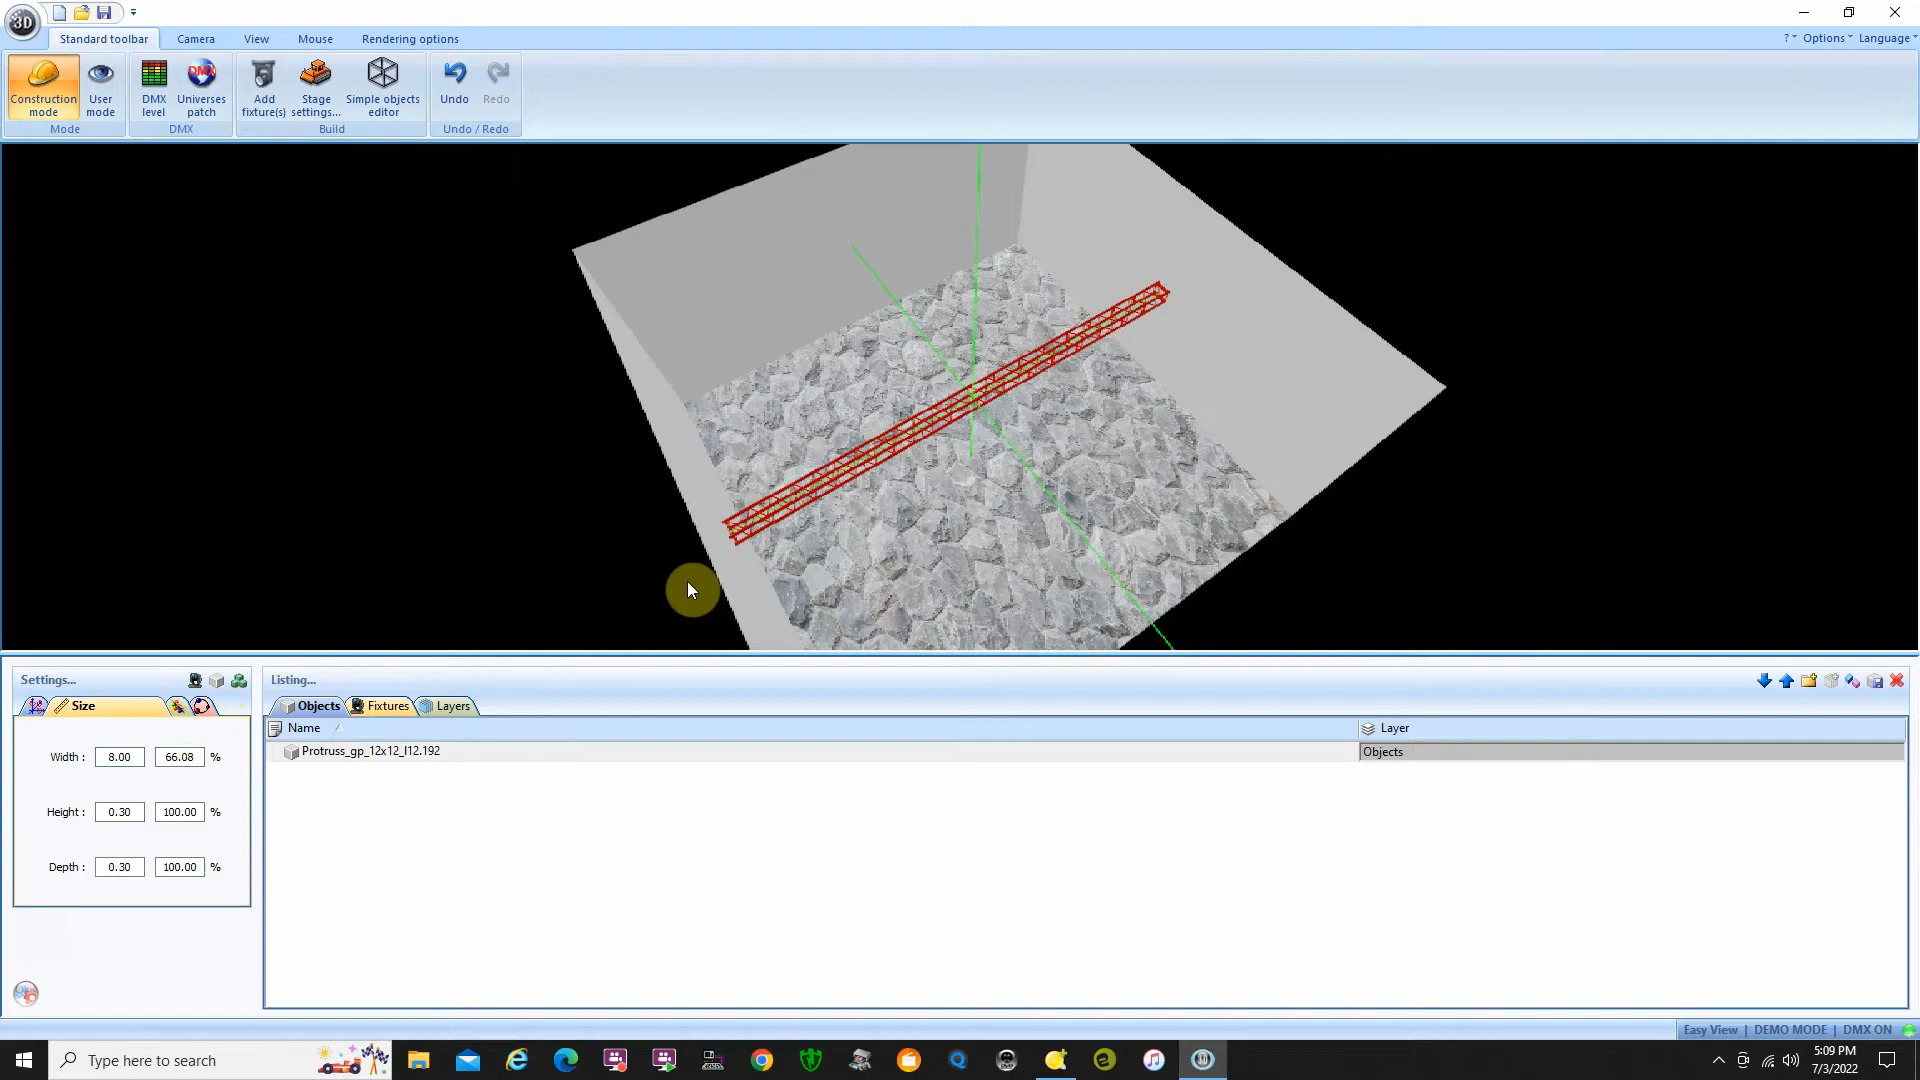 3D
Standard toolbar Camera View Mouse Rendering options
? Options Language
Construction mode
User mode
DMX level
DMX
Universes patch
Add fixture(s)
Stage settings...
Simple objects editor
Undo
Redo
Mode DMX Build Undo / Redo
Settings...
Size
Width : 8.00 66.08 %
Height : 0.30 100.00 %
Depth : 0.30 100.00 %
Listing...
Objects Fixtures Layers
Name Layer
Protruss_gp_12x12_l12.192 Objects
Easy View | DEMO MODE | DMX ON
Type here to search
5:09 PM
7/3/2022